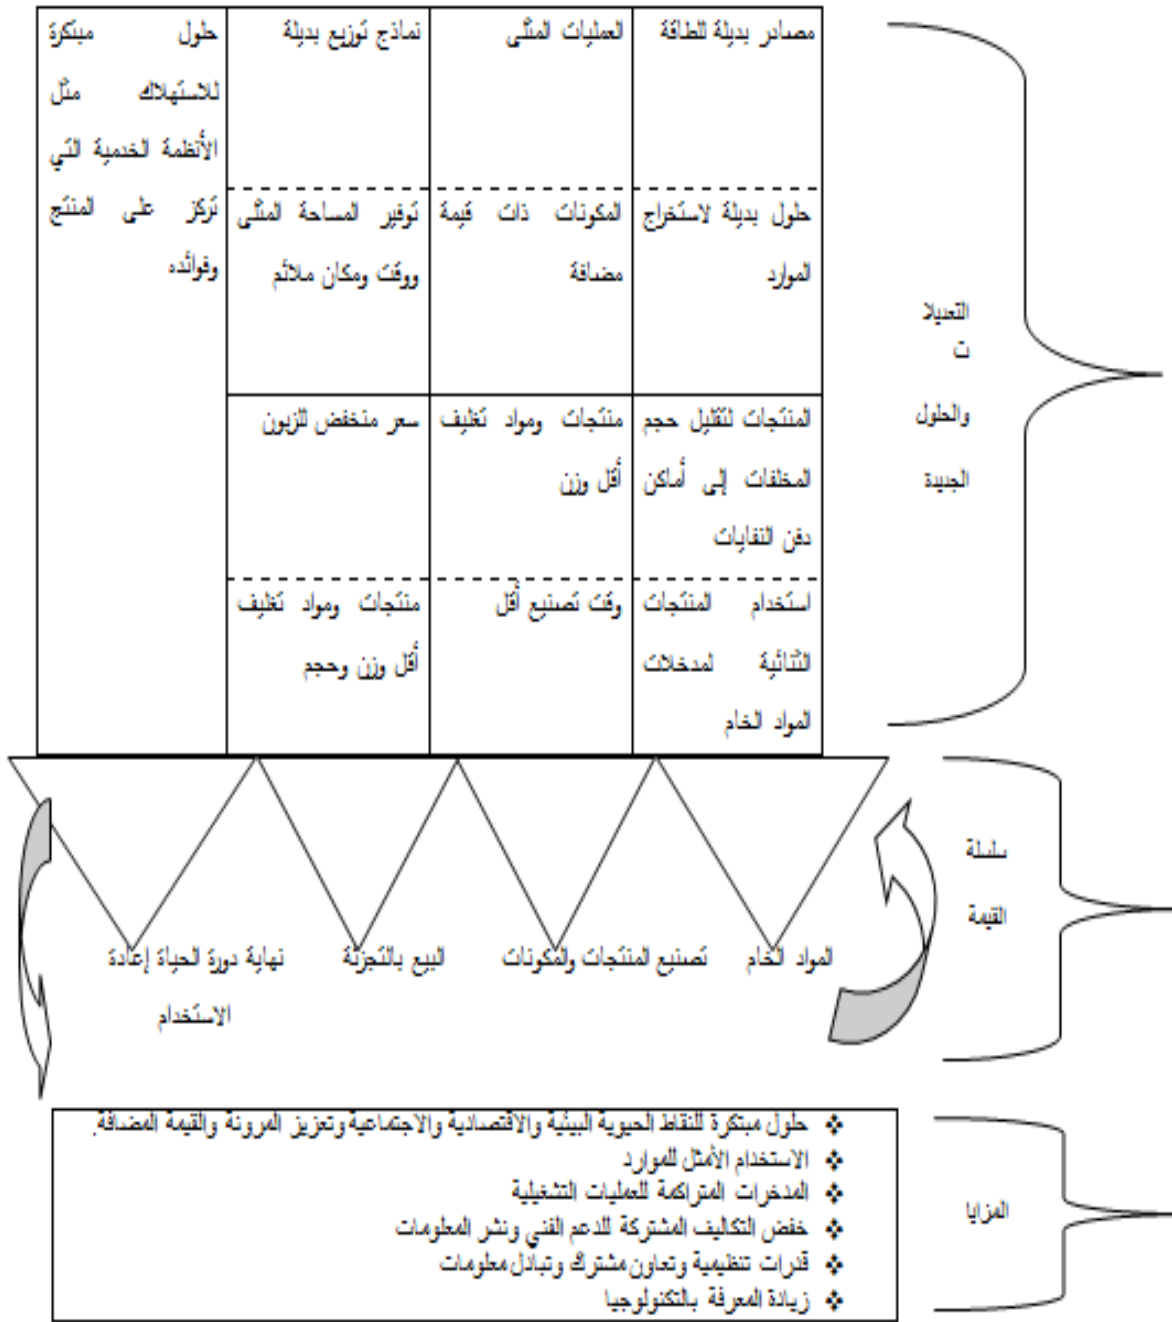 مصادر بديلة للطاقة
حلول بديلة لاستخراج
الموارد
المنتجات لتقليل حجم
المخلفات إلى أماكن
دفن النفايات
استخدام المنتجات
الثنائية لمدخلات
المواد الخام
العمليات المثلى
المكونات ذات قيمة
مضافة
منتجات ومواد تغليف
أقل وزن
وقت تصنيع أقل
نماذج توزيع بديلة
توفير المساحة المثلى
ووقت ومكان ملائم
سعر منخفض للزبون
منتجات ومواد تغليف
أقل وزن وحجم
حلول مبتكرة
للاستهلاك مثل
الأنظمة الخدمية التي
تركز على المنتج
وفوائده
التعديلا
ت
والحلول
الجديدة
المواد الخام
تصنيع المنتجات والمكونات
البيع بالتجزئة
نهاية دورة الحياة إعادة
الاستخدام
سلسلة
القيمة
❖ حلول مبتكرة للنقاط الحيوية البيئية والاقتصادية والاجتماعية وتعزيز المرونة والقيمة المضافة.
❖ الاستخدام الأمثل للموارد
❖ المدخرات المتراكمة للعمليات التشغيلية
❖ خفض التكاليف المشتركة للدعم الفني ونشر المعلومات
❖ قدرات تنظيمية وتعاون مشترك وتبادل معلومات
❖ زيادة المعرفة بالتكنولوجيا
المزايا